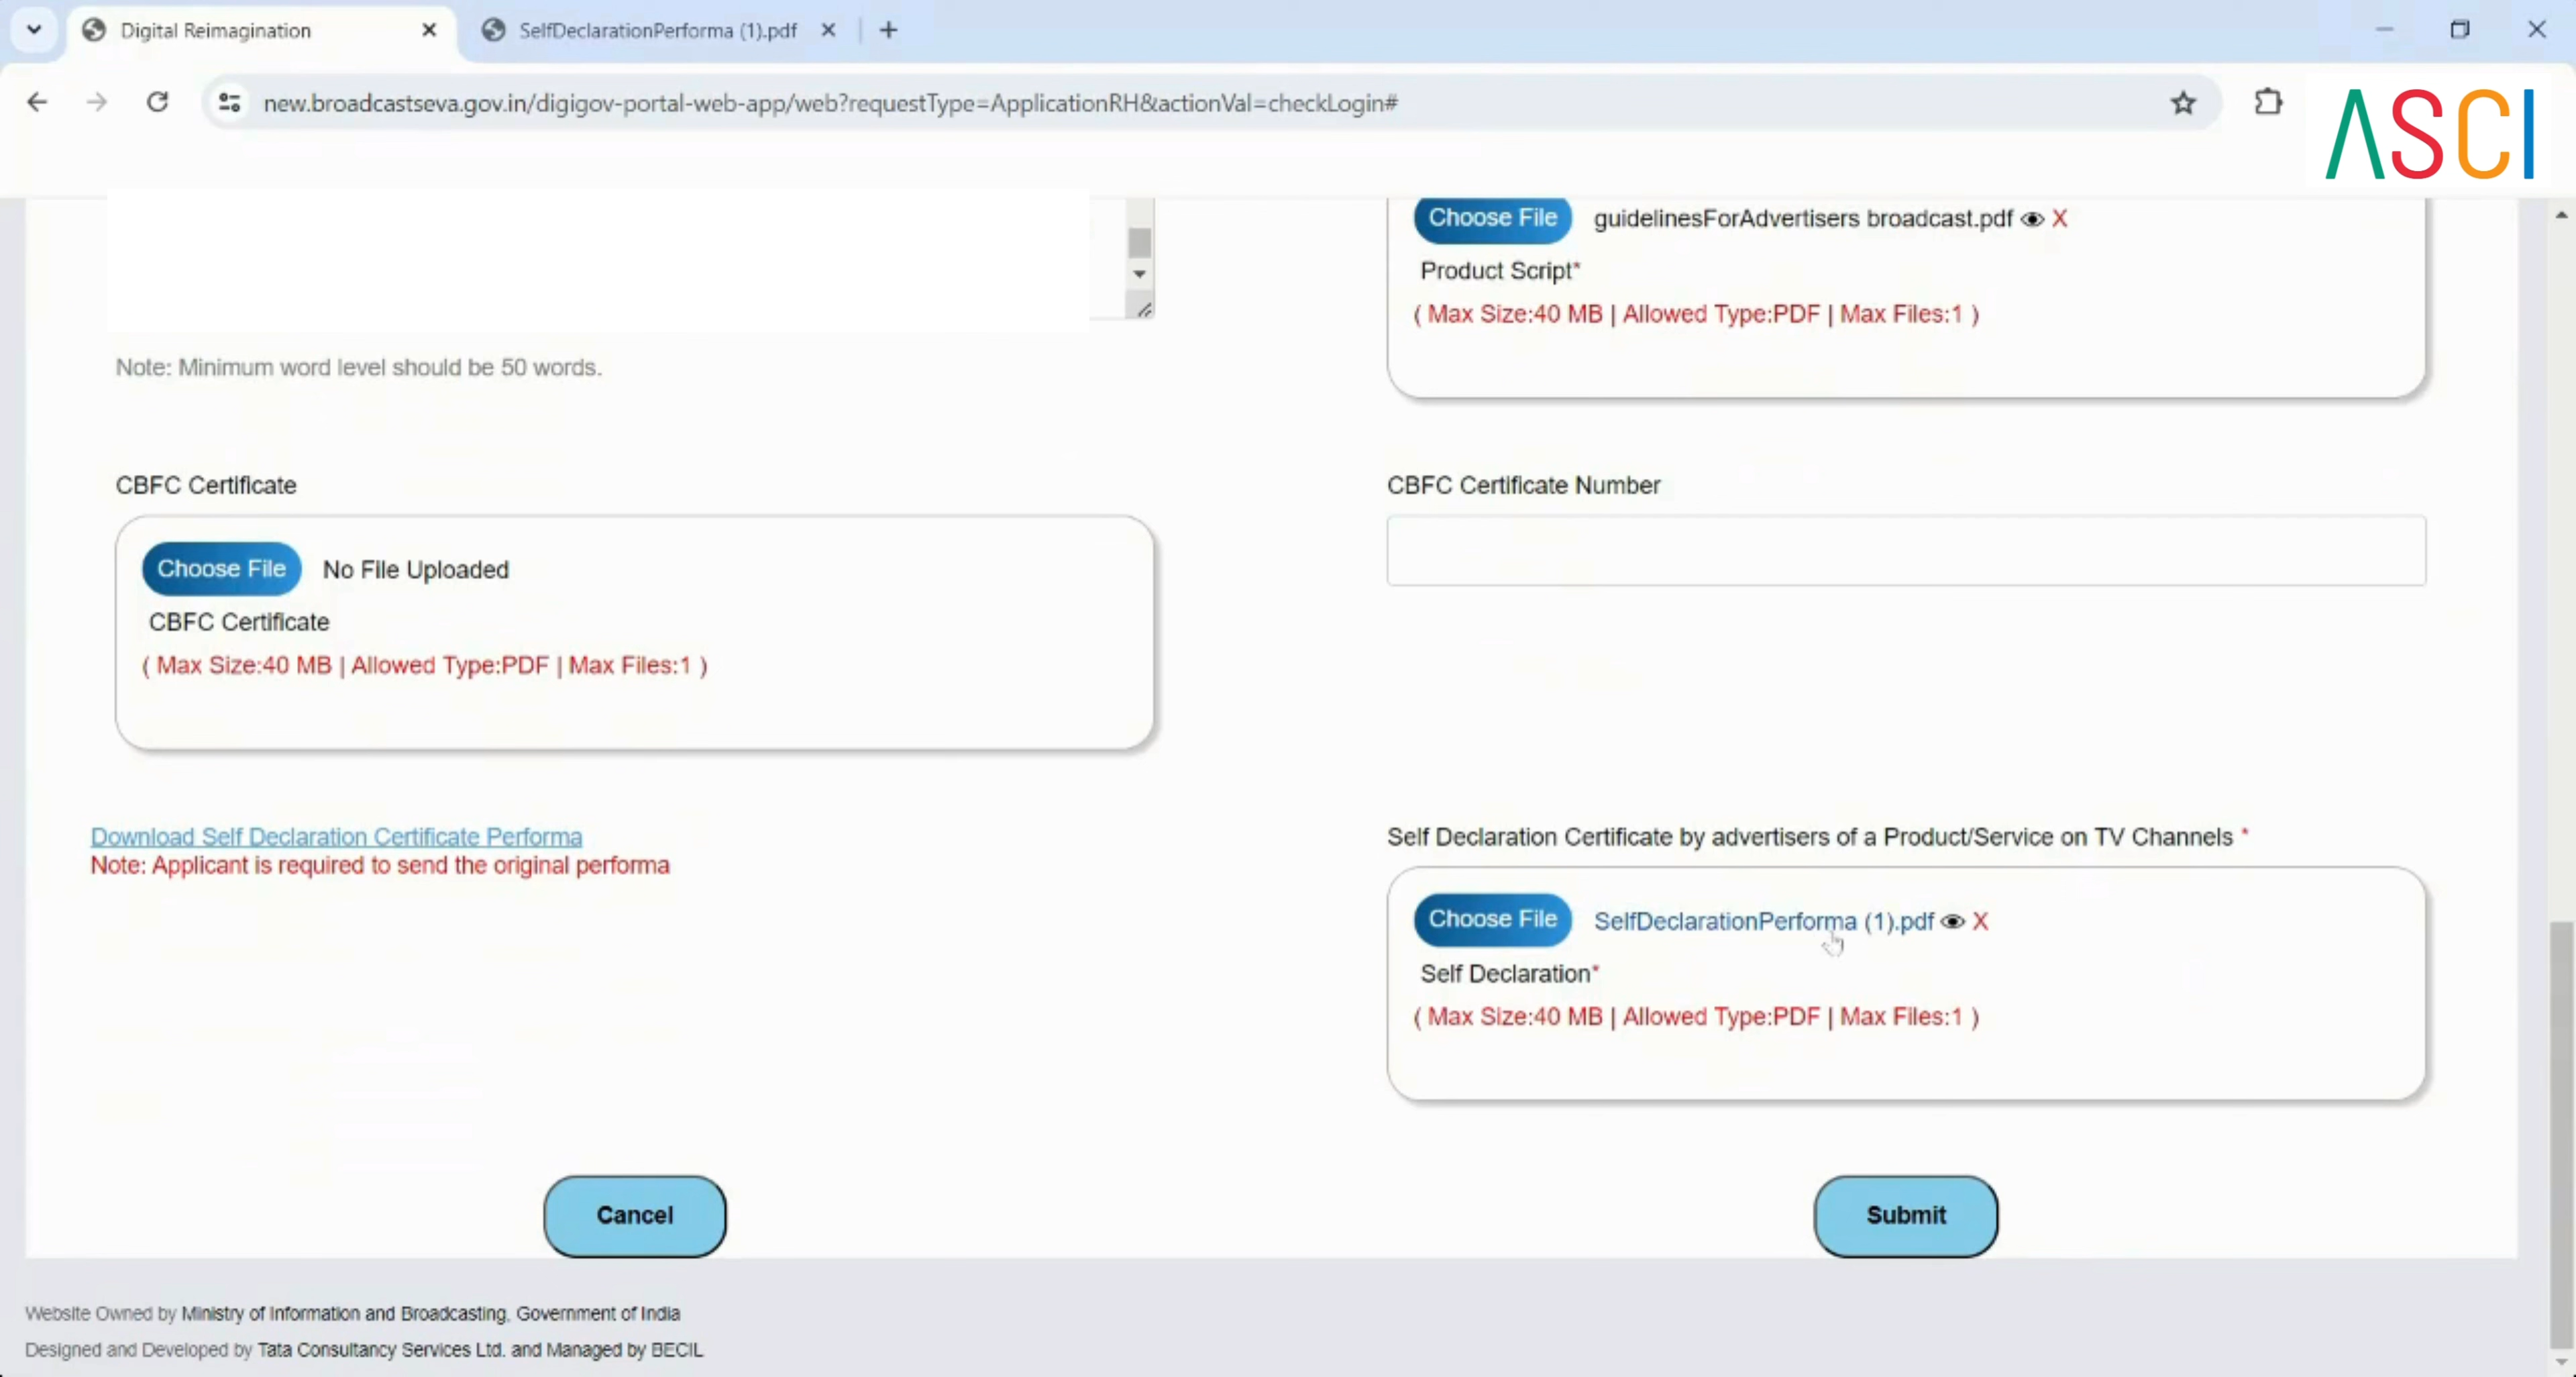 Digital Reimagination
SelfDeclarationPerforma (1).pdf
new.broadcastseva.gov.in/digigov-portal-web-app/web?requestType=ApplicationRH&actionVal=checkLogin#
ASCI
Choose File guidelinesForAdvertisers broadcast.pdf X
Product Script*
( Max Size:40 MB | Allowed Type:PDF | Max Files:1 )
Note: Minimum word level should be 50 words.
CBFC Certificate
CBFC Certificate Number
Choose File No File Uploaded
CBFC Certificate
( Max Size:40 MB | Allowed Type:PDF | Max Files:1 )
Download Self Declaration Certificate Performa
Note: Applicant is required to send the original performa
Self Declaration Certificate by advertisers of a Product/Service on TV Channels *
Choose File SelfDeclarationPerforma (1).pdf X
Self Declaration*
( Max Size:40 MB | Allowed Type:PDF | Max Files:1 )
Cancel
Submit
Website Owned by Ministry of Information and Broadcasting, Government of India
Designed and Developed by Tata Consultancy Services Ltd. and Managed by BECIL